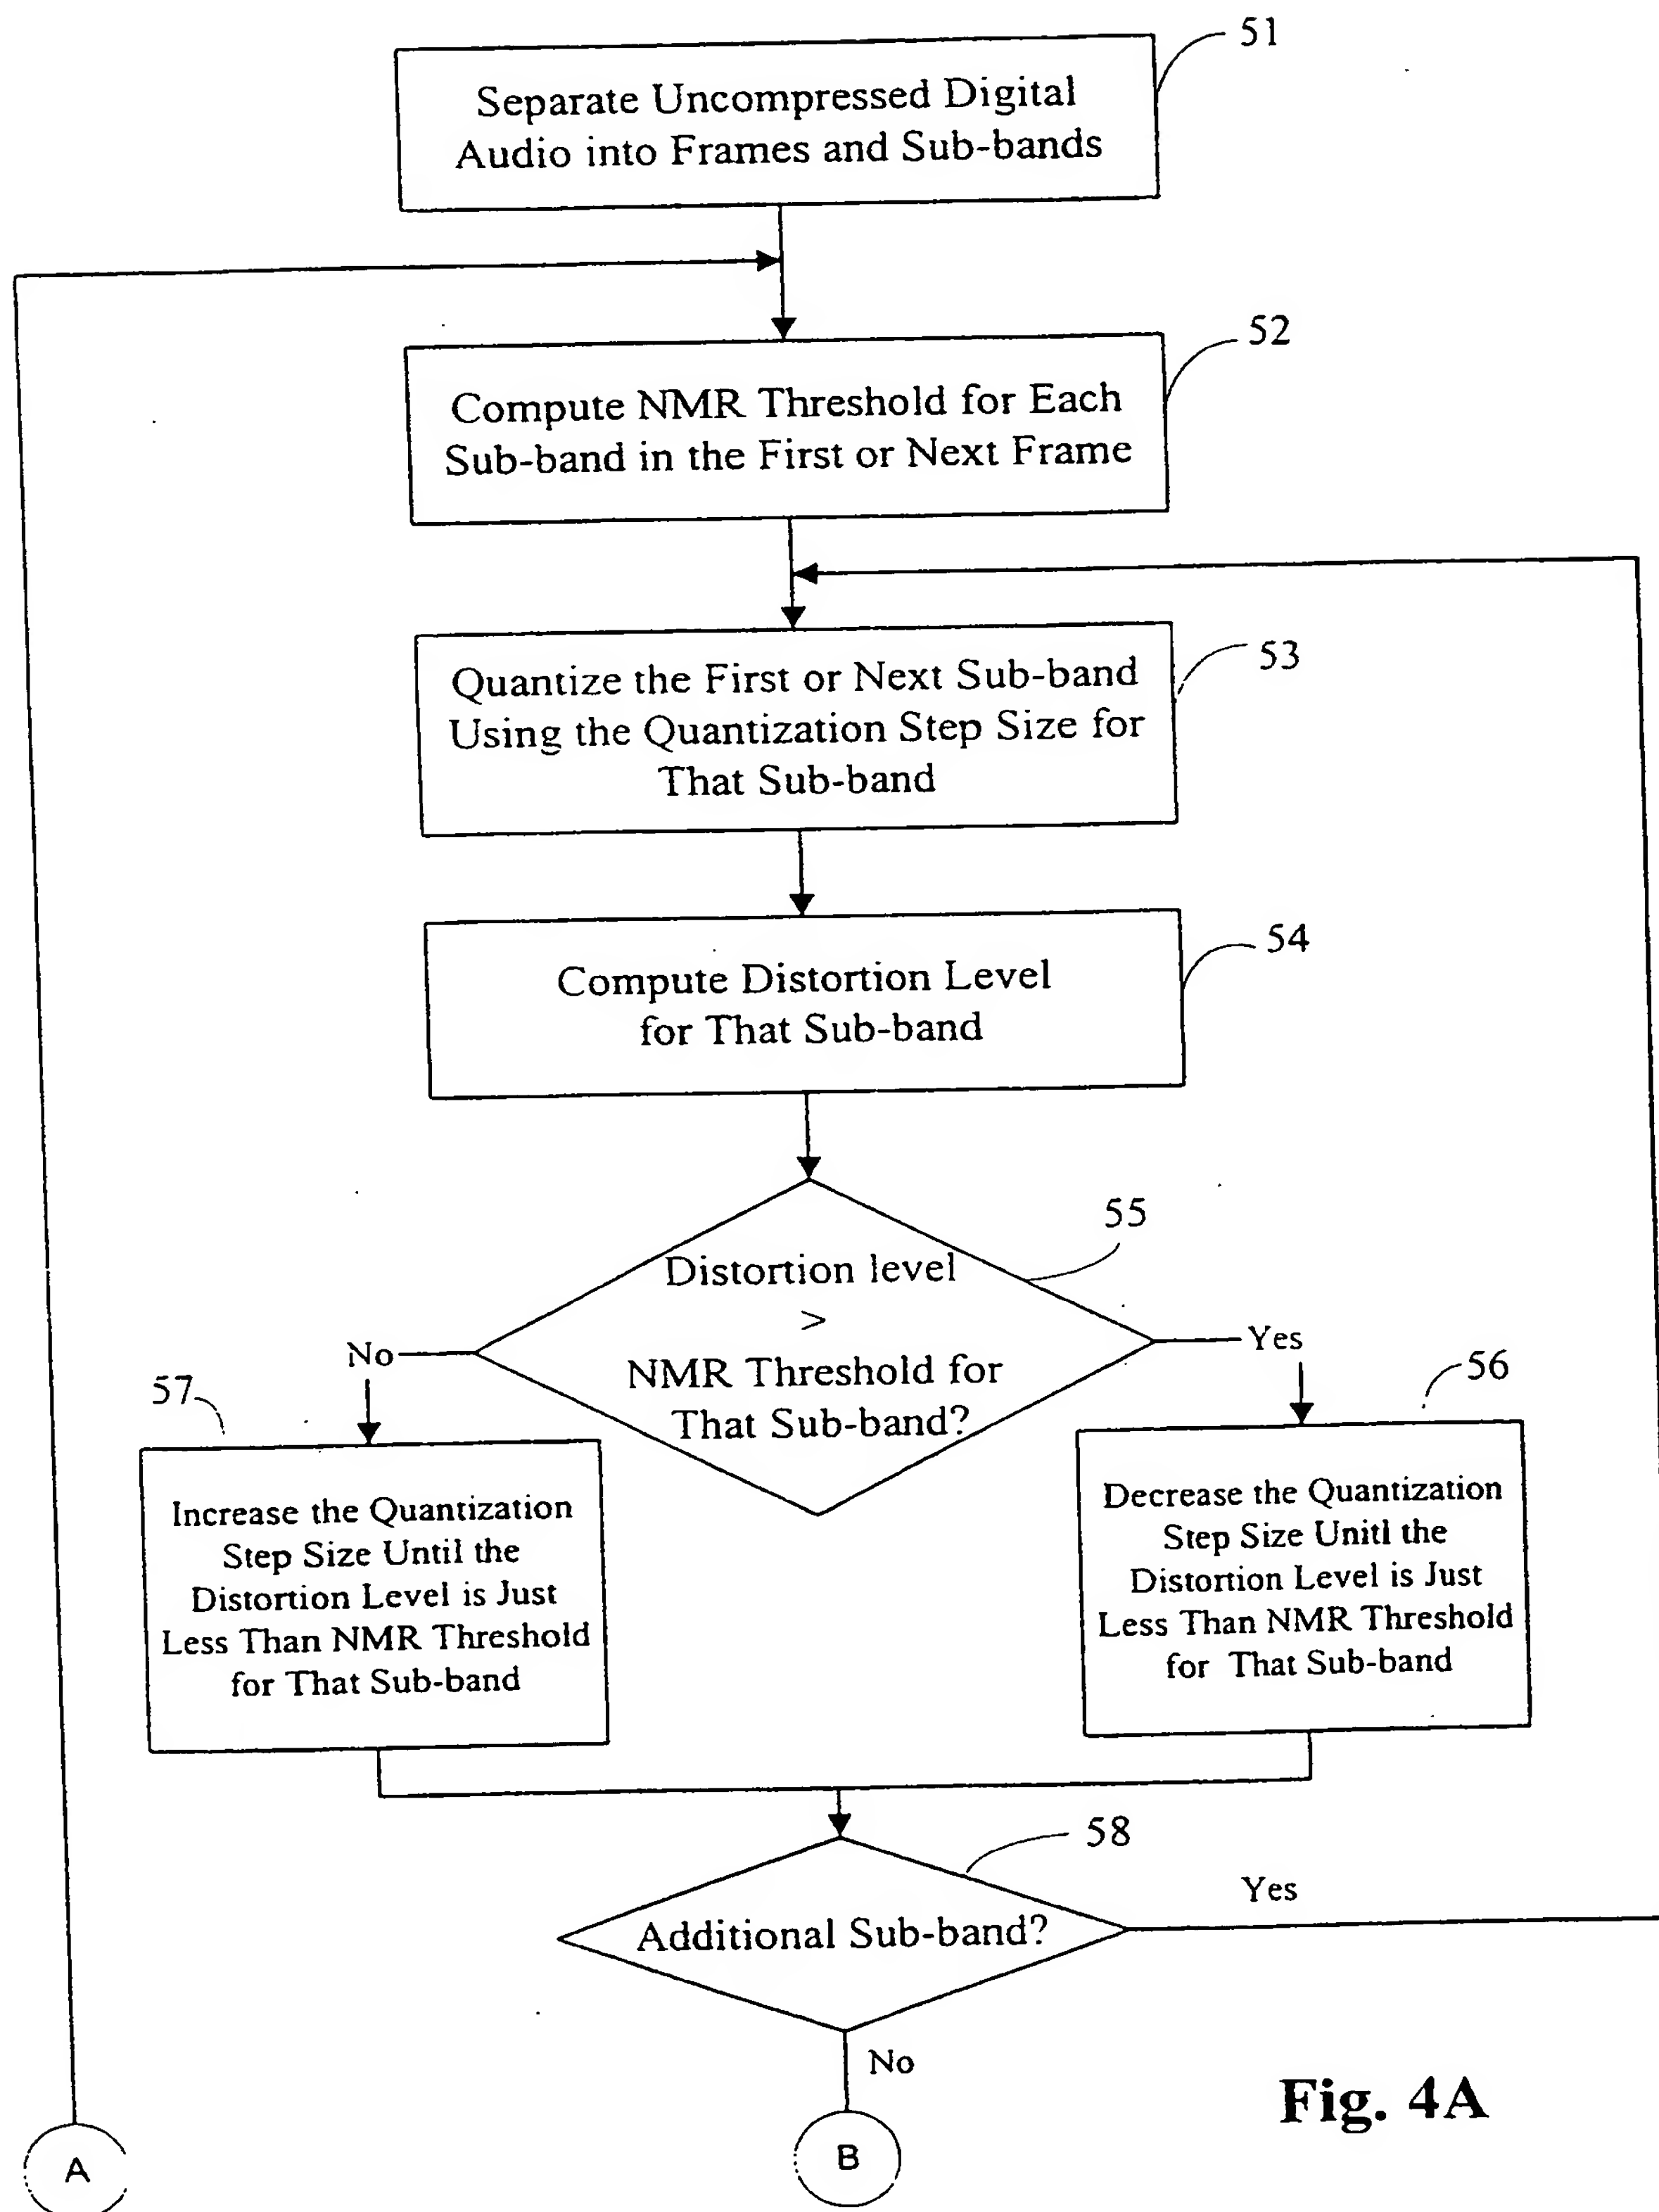 51
Separate Uncompressed Digital
Audio into Frames and Sub-bands
52
Compute NMR Threshold for Each
Sub-band in the First or Next Frame
53
Quantize the First or Next Sub-band
Using the Quantization Step Size for
That Sub-band
54
Compute Distortion Level
for That Sub-band
55
Distortion level
>
NMR Threshold for
That Sub-band?
No
Yes
57
56
Increase the Quantization
Step Size Until the
Distortion Level is Just
Less Than NMR Threshold
for That Sub-band
Decrease the Quantization
Step Size Unitl the
Distortion Level is Just
Less Than NMR Threshold
for That Sub-band
58
Additional Sub-band?
Yes
No
Fig. 4A
A
B